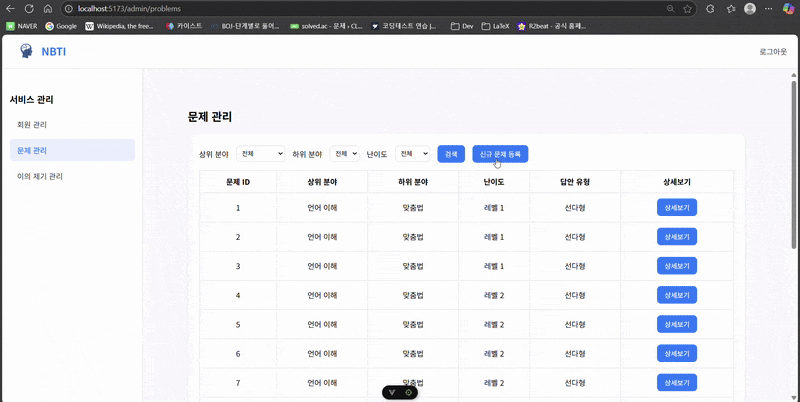 localhost:5173/admin/problems
NAVER Google Wikipedia, the free... 카이스트 BOJ-단계별로 풀어... solved.ac - 문제 › CL... 코딩테스트 연습 |... Dev LaTeX R2beat - 공식 홈페...
NBTI 로그아웃
서비스 관리
회원 관리
문제 관리
이의 제기 관리
문제 관리
상위 분야 전체 하위 분야 전체 난이도 전체 검색 신규 문제 등록
문제 ID 상위 분야 하위 분야 난이도 답안 유형 상세보기
1 언어 이해 맞춤법 레벨 1 선다형 상세보기
2 언어 이해 맞춤법 레벨 1 선다형 상세보기
3 언어 이해 맞춤법 레벨 1 선다형 상세보기
4 언어 이해 맞춤법 레벨 2 선다형 상세보기
5 언어 이해 맞춤법 레벨 2 선다형 상세보기
6 언어 이해 맞춤법 레벨 2 선다형 상세보기
7 언어 이해 맞춤법 레벨 2 선다형 상세보기